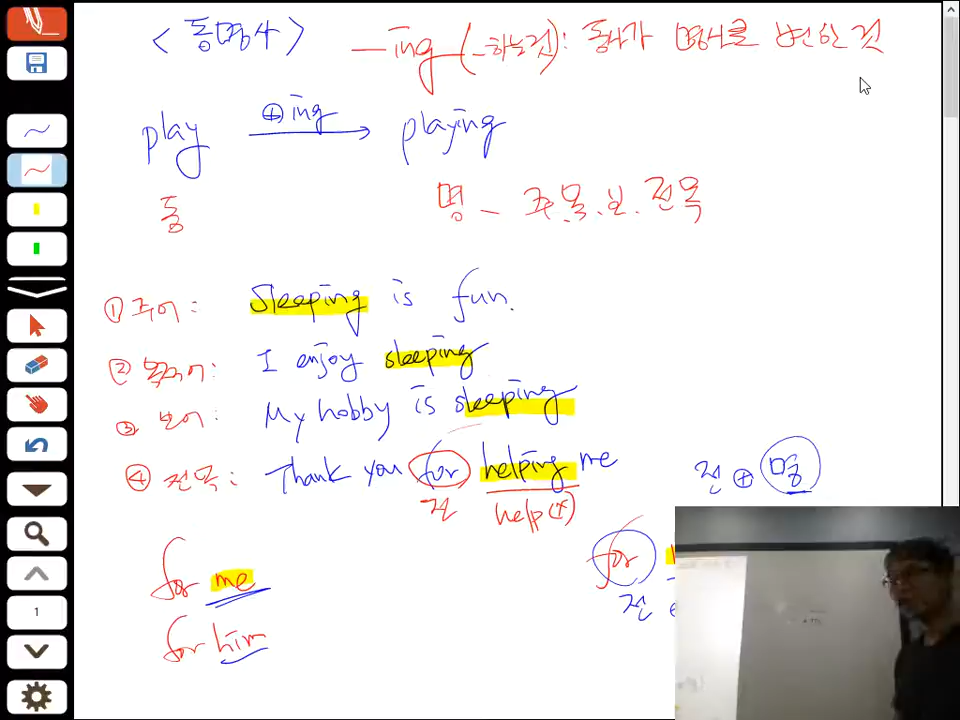 <동명사> —ing (_하는것): 동사가 명사로 변한 것
play ⊕ing → playing
동 명 – 주.목.보.전목
① 주어: Sleeping is fun.
② 목적어: I enjoy sleeping
③ 보어: My hobby is sleeping
④ 전목: Thank you for helping me 전 ⊕ 명
전 help(x)
for me for
전
for him
1